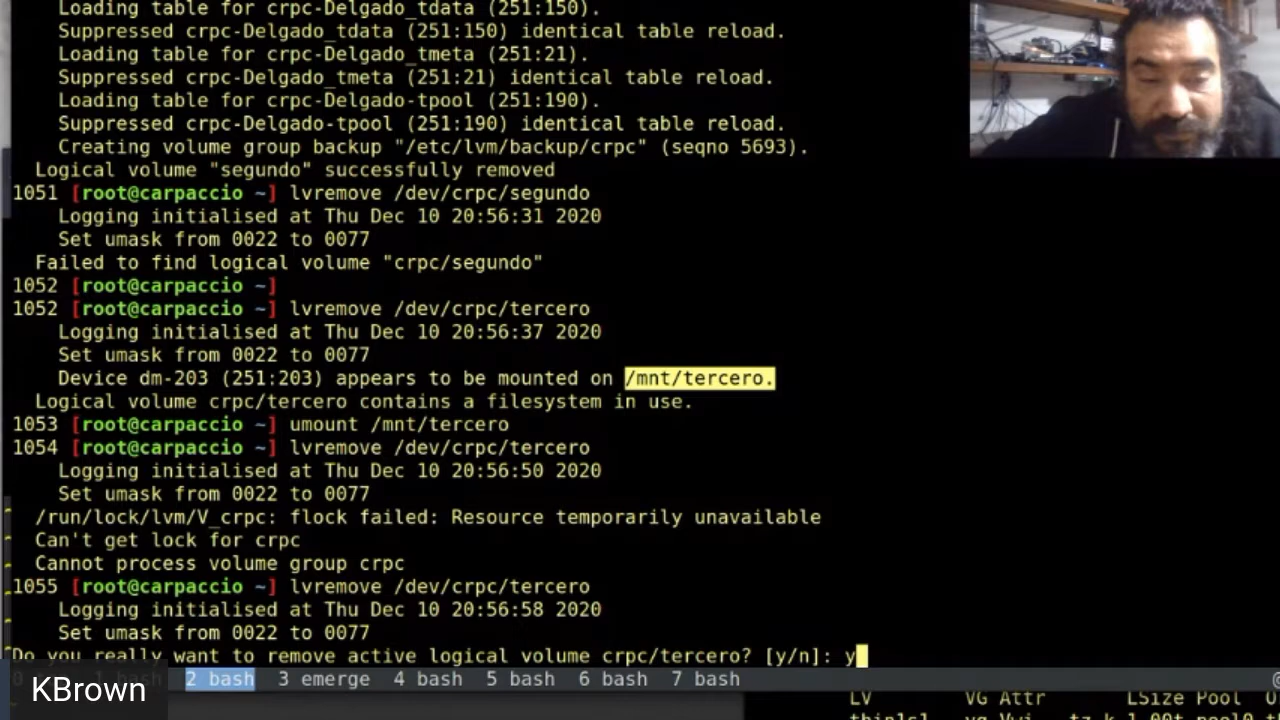 Loading table for crpc-Delgado_tdata (251:150).
Suppressed crpc-Delgado_tdata (251:150) identical table reload.
Loading table for crpc-Delgado_tmeta (251:21).
Suppressed crpc-Delgado_tmeta (251:21) identical table reload.
Loading table for crpc-Delgado-tpool (251:190).
Suppressed crpc-Delgado-tpool (251:190) identical table reload.
Creating volume group backup "/etc/lvm/backup/crpc" (seqno 5693).
Logical volume "segundo" successfully removed
1051 [root@carpaccio ~] lvremove /dev/crpc/segundo
Logging initialised at Thu Dec 10 20:56:31 2020
Set umask from 0022 to 0077
Failed to find logical volume "crpc/segundo"
1052 [root@carpaccio ~]
1052 [root@carpaccio ~] lvremove /dev/crpc/tercero
Logging initialised at Thu Dec 10 20:56:37 2020
Set umask from 0022 to 0077
Device dm-203 (251:203) appears to be mounted on /mnt/tercero.
Logical volume crpc/tercero contains a filesystem in use.
1053 [root@carpaccio ~] umount /mnt/tercero
1054 [root@carpaccio ~] lvremove /dev/crpc/tercero
Logging initialised at Thu Dec 10 20:56:50 2020
Set umask from 0022 to 0077
/run/lock/lvm/V_crpc: flock failed: Resource temporarily unavailable
Can't get lock for crpc
Cannot process volume group crpc
1055 [root@carpaccio ~] lvremove /dev/crpc/tercero
Logging initialised at Thu Dec 10 20:56:58 2020
Set umask from 0022 to 0077
Do you really want to remove active logical volume crpc/tercero? [y/n]: y
2 bash 3 emerge 4 bash 5 bash 6 bash 7 bash
KBrown
LV VG Attr LSize Pool